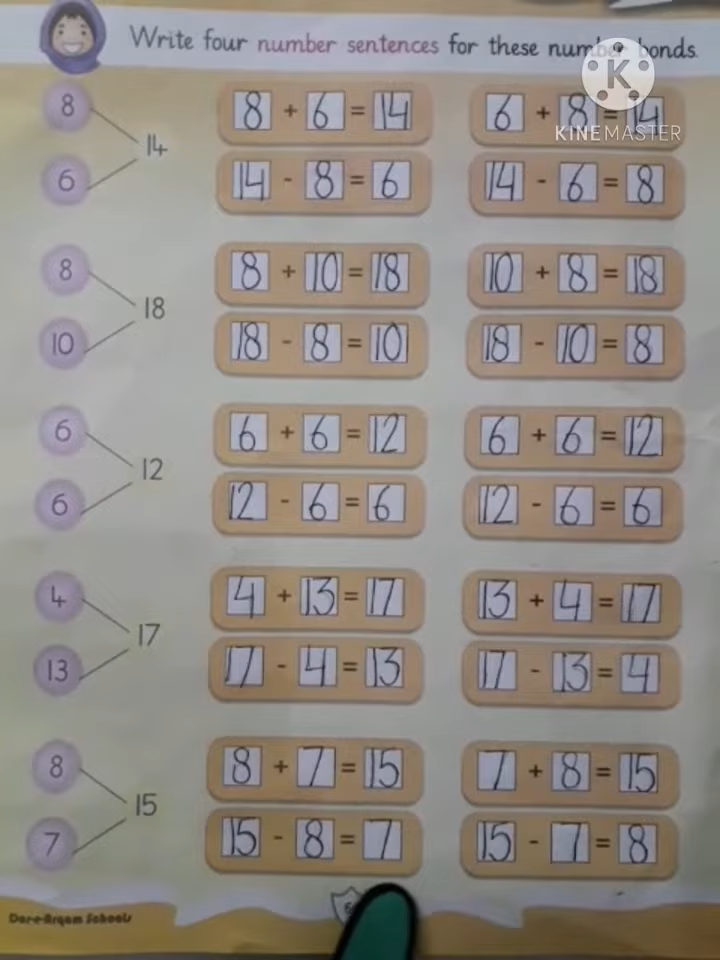 Write four number sentences for these number bonds.
K
KINEMASTER
8
6
14
8 + 6 = 14
6 + 8 = 14
14 - 8 = 6
14 - 6 = 8
8
10
18
8 + 10 = 18
10 + 8 = 18
18 - 8 = 10
18 - 10 = 8
6
6
12
6 + 6 = 12
6 + 6 = 12
12 - 6 = 6
12 - 6 = 6
4
13
17
4 + 13 = 17
13 + 4 = 17
17 - 4 = 13
17 - 13 = 4
8
7
15
8 + 7 = 15
7 + 8 = 15
15 - 8 = 7
15 - 7 = 8
Dar-e-Arqam Schools